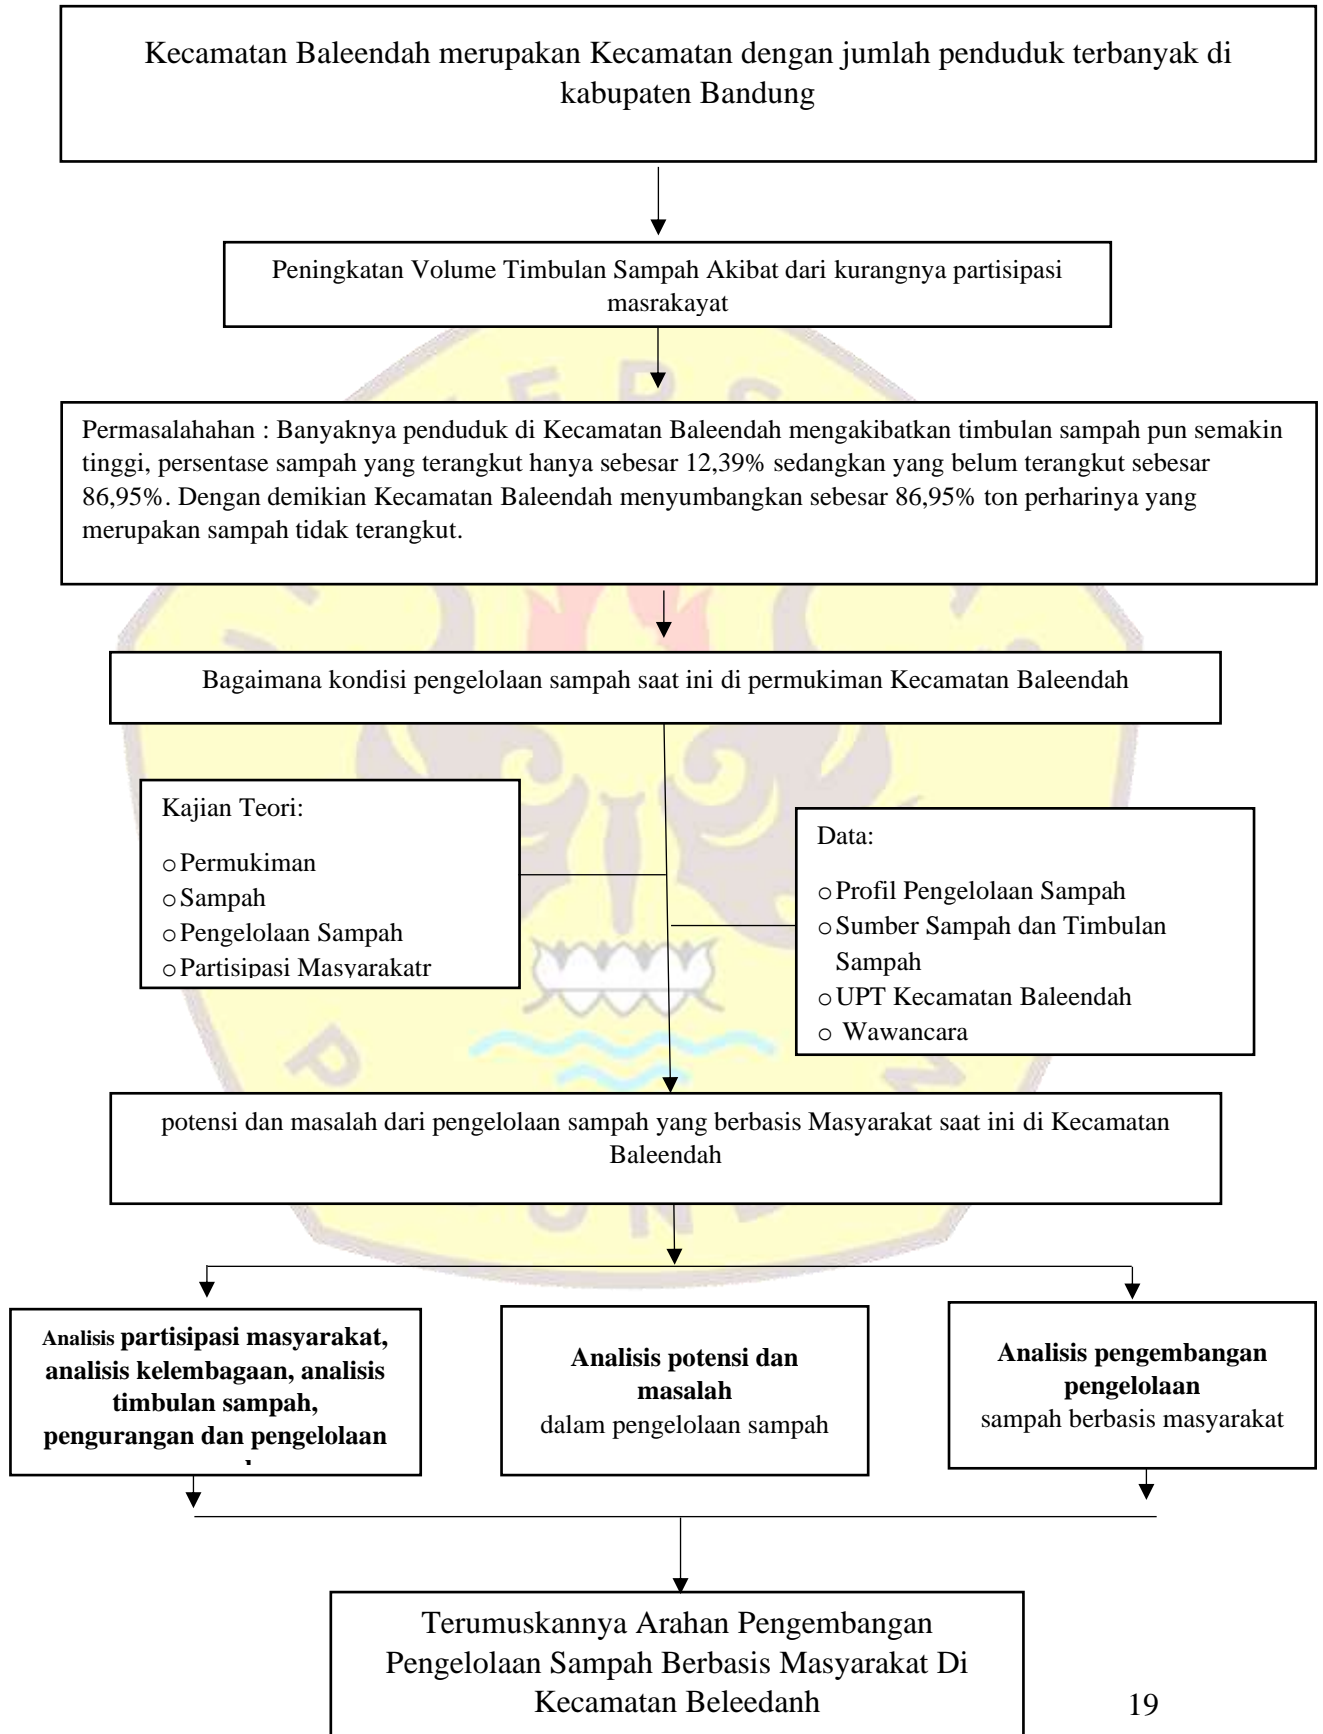 Kecamatan Baleendah merupakan Kecamatan dengan jumlah penduduk terbanyak di
kabupaten Bandung
Peningkatan Volume Timbulan Sampah Akibat dari kurangnya partisipasi
masrakayat
Permasalahahan : Banyaknya penduduk di Kecamatan Baleendah mengakibatkan timbulan sampah pun semakin
tinggi, persentase sampah yang terangkut hanya sebesar 12,39% sedangkan yang belum terangkut sebesar
86,95%. Dengan demikian Kecamatan Baleendah menyumbangkan sebesar 86,95% ton perharinya yang
merupakan sampah tidak terangkut.
Bagaimana kondisi pengelolaan sampah saat ini di permukiman Kecamatan Baleendah
Kajian Teori:
o Permukiman
o Sampah
o Pengelolaan Sampah
o Partisipasi Masyarakatr
Data:
o Profil Pengelolaan Sampah
o Sumber Sampah dan Timbulan
Sampah
o UPT Kecamatan Baleendah
o Wawancara
potensi dan masalah dari pengelolaan sampah yang berbasis Masyarakat saat ini di Kecamatan
Baleendah
Analisis partisipasi masyarakat,
analisis kelembagaan, analisis
timbulan sampah,
pengurangan dan pengelolaan
Analisis potensi dan
masalah
dalam pengelolaan sampah
Analisis pengembangan
pengelolaan
sampah berbasis masyarakat
Terumuskannya Arahan Pengembangan
Pengelolaan Sampah Berbasis Masyarakat Di
Kecamatan Beleedanh
19